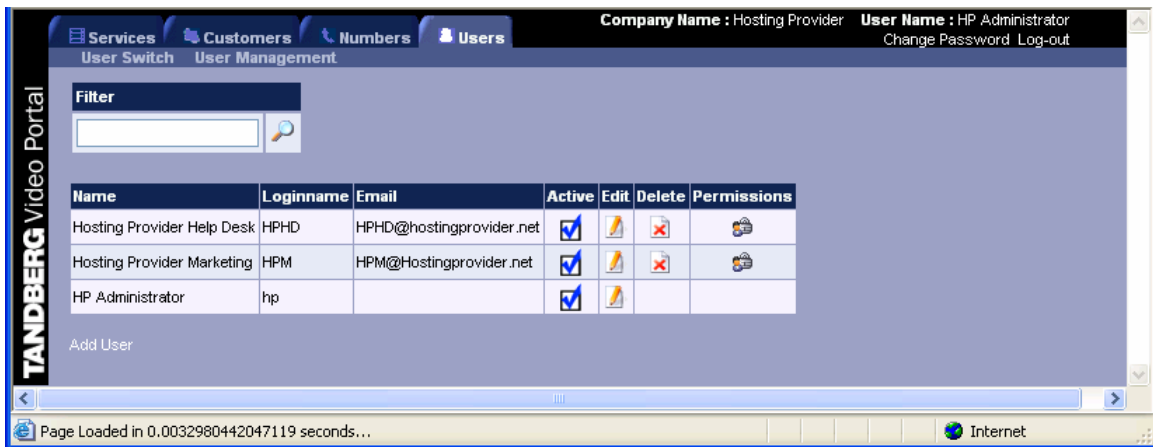 Company Name : Hosting Provider User Name : HP Administrator
Services Customers Numbers Users
Change Password Log-out
User Switch User Management
TANDBERG Video Portal
Filter
Name Loginname Email Active Edit Delete Permissions
Hosting Provider Help Desk HPHD HPHD@hostingprovider.net
Hosting Provider Marketing HPM HPM@Hostingprovider.net
HP Administrator hp
Add User
Page Loaded in 0.0032980442047119 seconds... Internet